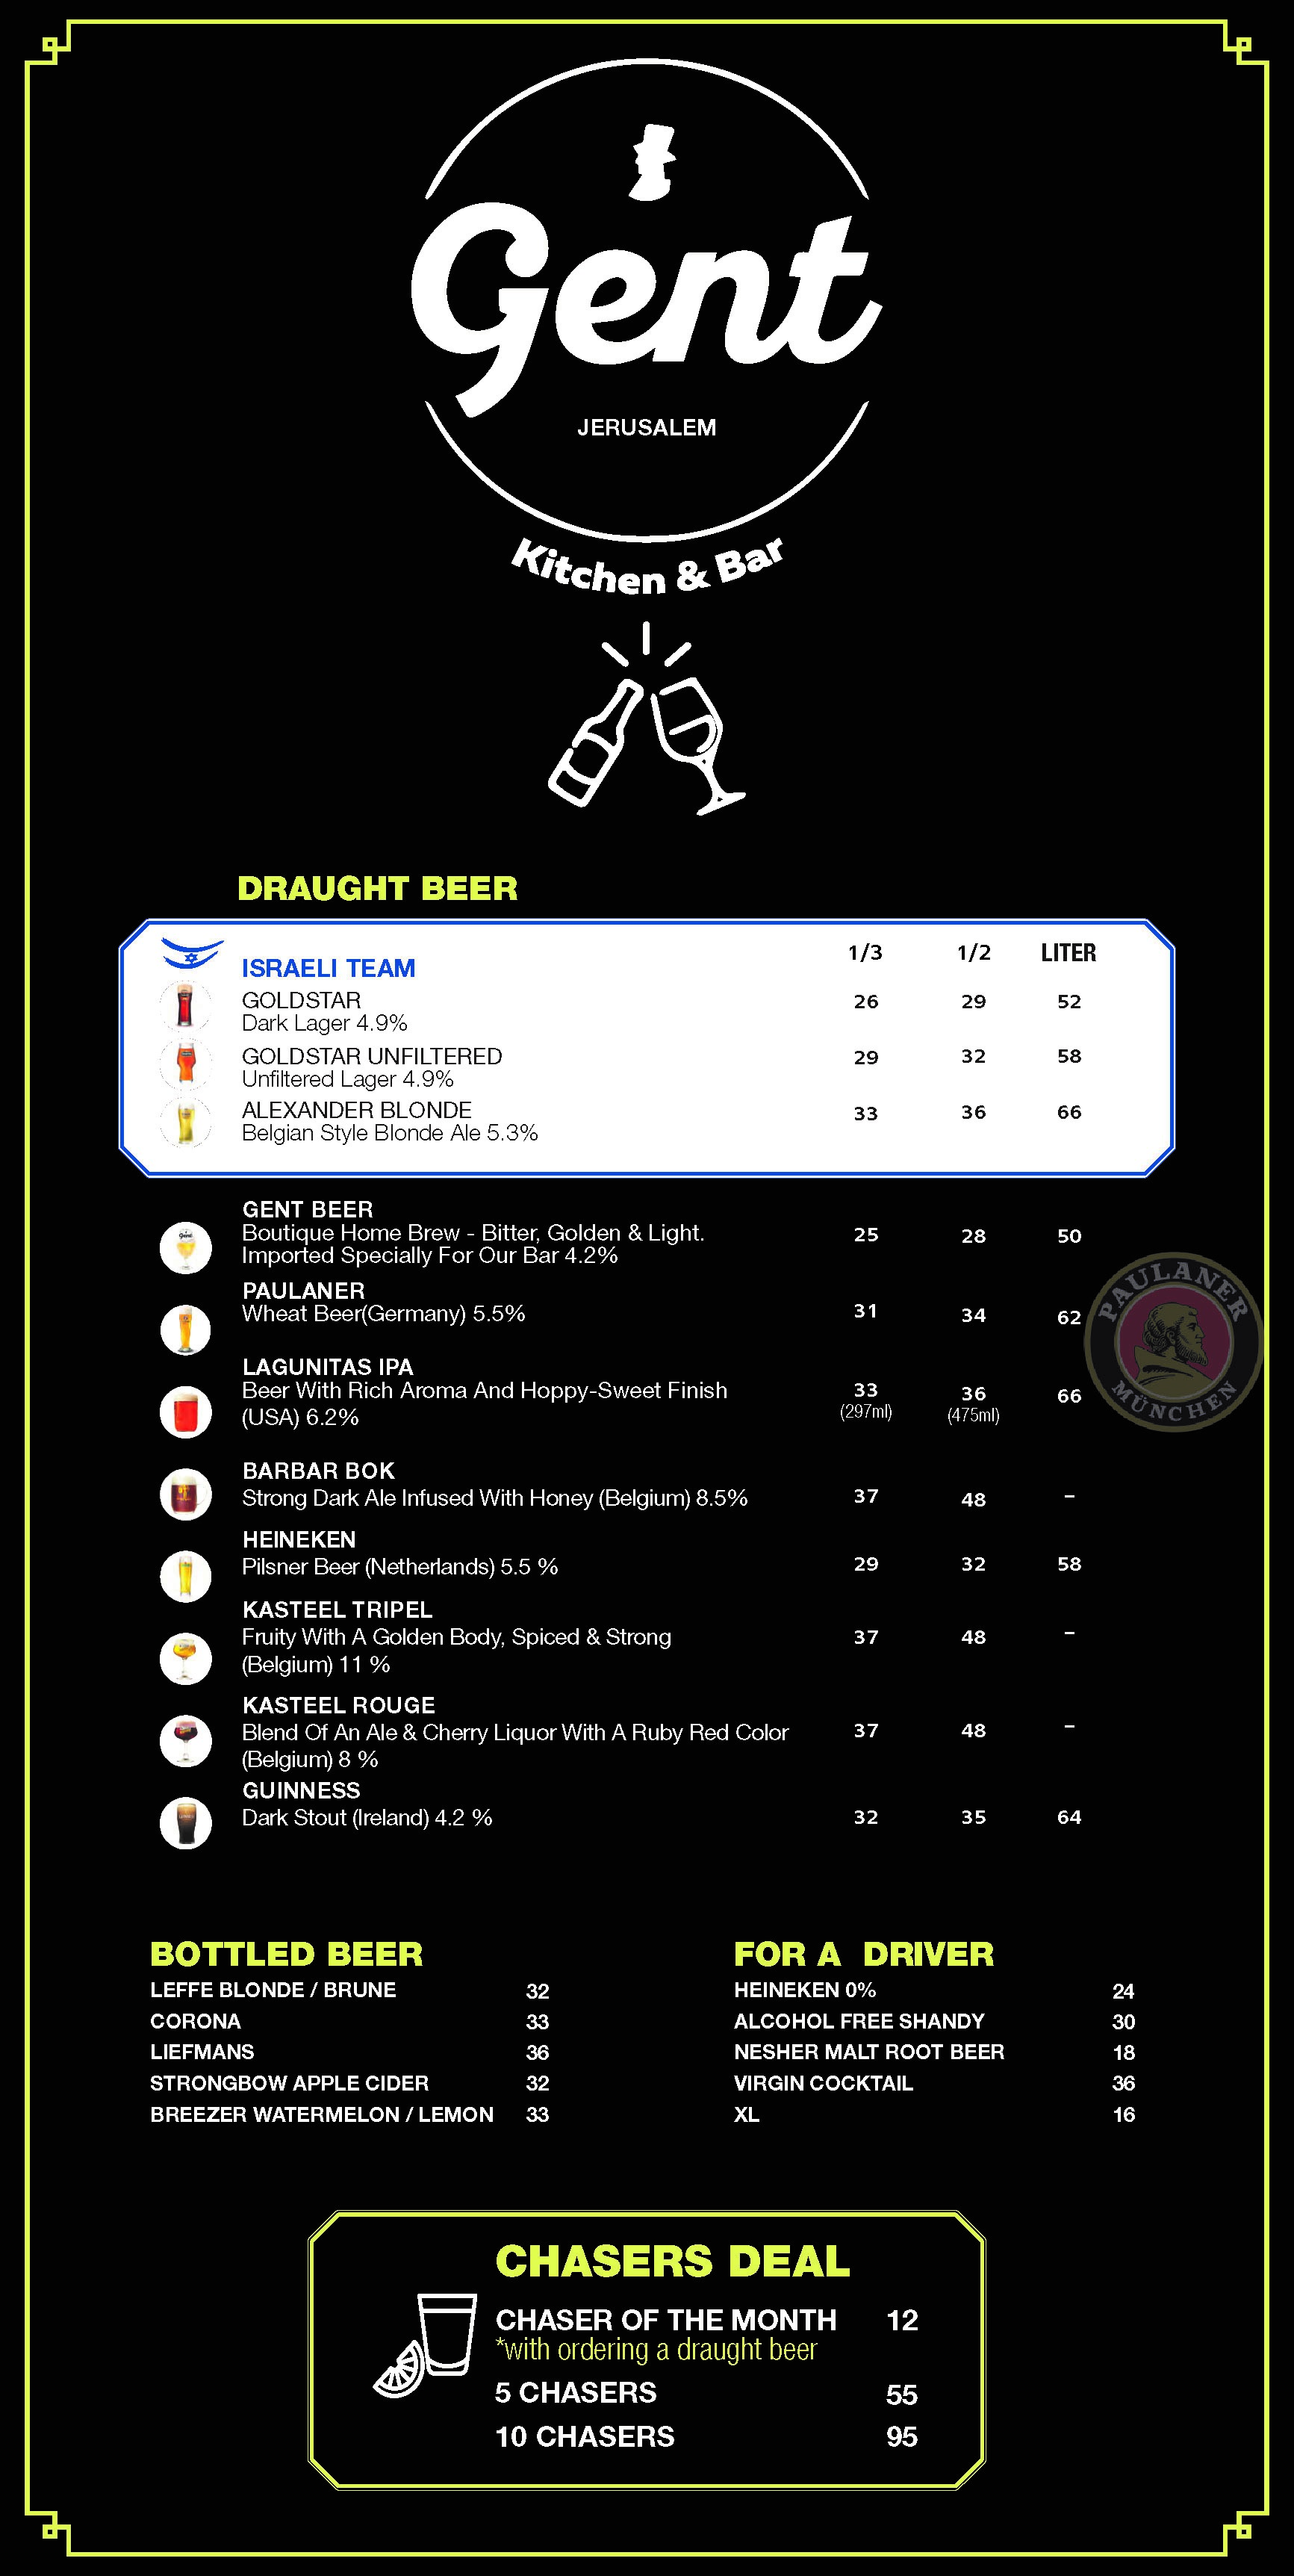 Gent
JERUSALEM
Kitchen & Bar
DRAUGHT BEER
ISRAELI TEAM 1/3 1/2 LITER
GOLDSTAR 26 29 52
Dark Lager 4.9%
GOLDSTAR UNFILTERED 29 32 58
Unfiltered Lager 4.9%
ALEXANDER BLONDE 33 36 66
Belgian Style Blonde Ale 5.3%
GENT BEER
Boutique Home Brew - Bitter, Golden & Light. 25 28 50
Imported Specially For Our Bar 4.2%
PAULANER
Wheat Beer(Germany) 5.5% 31 34 62
PAULANER
MÜNCHEN
LAGUNITAS IPA
Beer With Rich Aroma And Hoppy-Sweet Finish 33 36 66
(USA) 6.2% (297ml) (475ml)
BARBAR BOK
Strong Dark Ale Infused With Honey (Belgium) 8.5% 37 48 –
HEINEKEN
Pilsner Beer (Netherlands) 5.5 % 29 32 58
KASTEEL TRIPEL
Fruity With A Golden Body, Spiced & Strong 37 48 –
(Belgium) 11 %
KASTEEL ROUGE
Blend Of An Ale & Cherry Liquor With A Ruby Red Color 37 48 –
(Belgium) 8 %
GUINNESS
Dark Stout (Ireland) 4.2 % 32 35 64
BOTTLED BEER
LEFFE BLONDE / BRUNE 32
CORONA 33
LIEFMANS 36
STRONGBOW APPLE CIDER 32
BREEZER WATERMELON / LEMON 33
FOR A DRIVER
HEINEKEN 0% 24
ALCOHOL FREE SHANDY 30
NESHER MALT ROOT BEER 18
VIRGIN COCKTAIL 36
XL 16
CHASERS DEAL
CHASER OF THE MONTH 12
*with ordering a draught beer
5 CHASERS 55
10 CHASERS 95